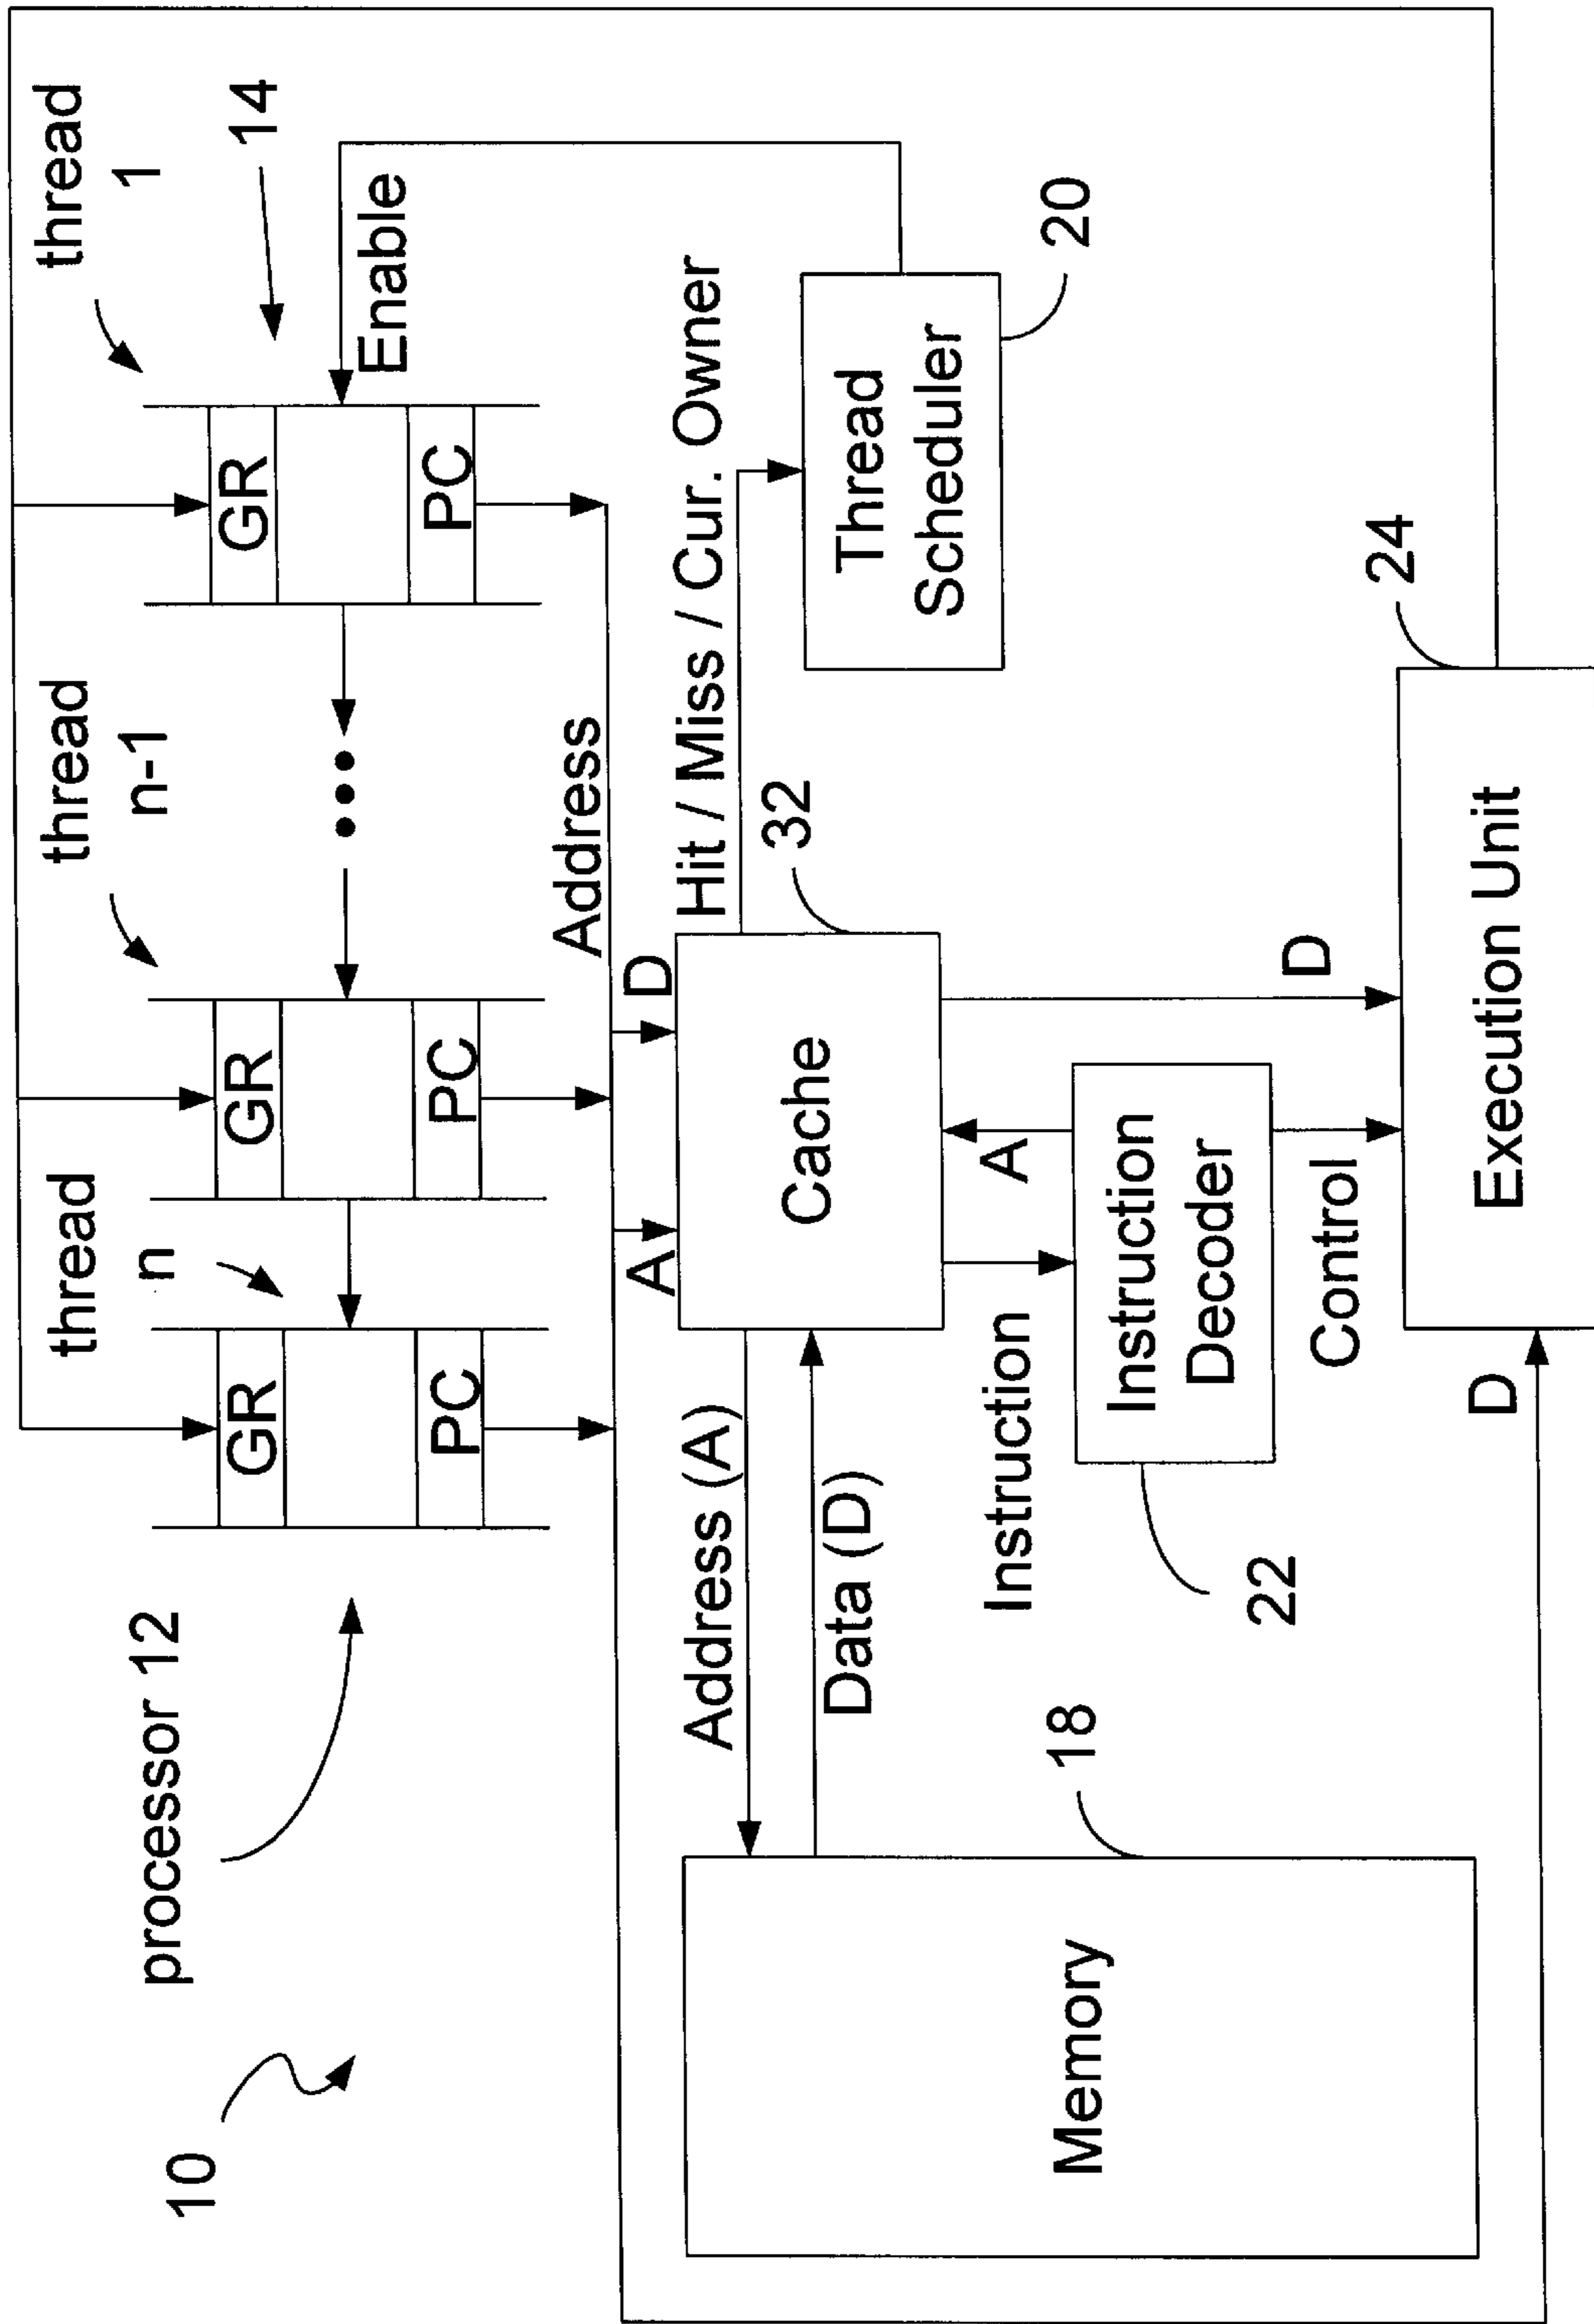 10
processor 12
thread
n
thread
n-1
thread
1
14
GR
GR
GR
PC
PC
PC
Enable
Address
A
D
Address (A)
Data (D)
Hit / Miss / Cur. Owner
32
Cache
Thread
Scheduler
20
Memory
18
Instruction
A
Instruction
Decoder
22
Control
D
24
D
Execution Unit